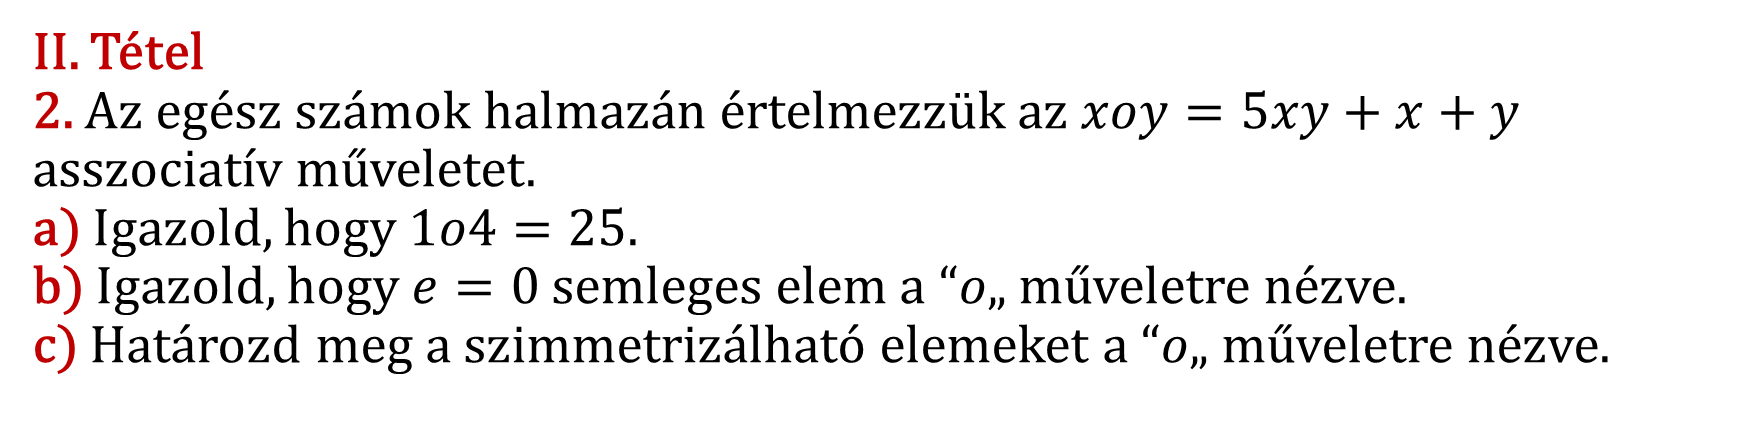 II. Tétel
2. Az egész számok halmazán értelmezzük az xoy = 5xy + x + y
asszociatív műveletet.
a) Igazold, hogy 1o4 = 25.
b) Igazold, hogy e = 0 semleges elem a “o„ műveletre nézve.
c) Határozd meg a szimmetrizálható elemeket a “o„ műveletre nézve.